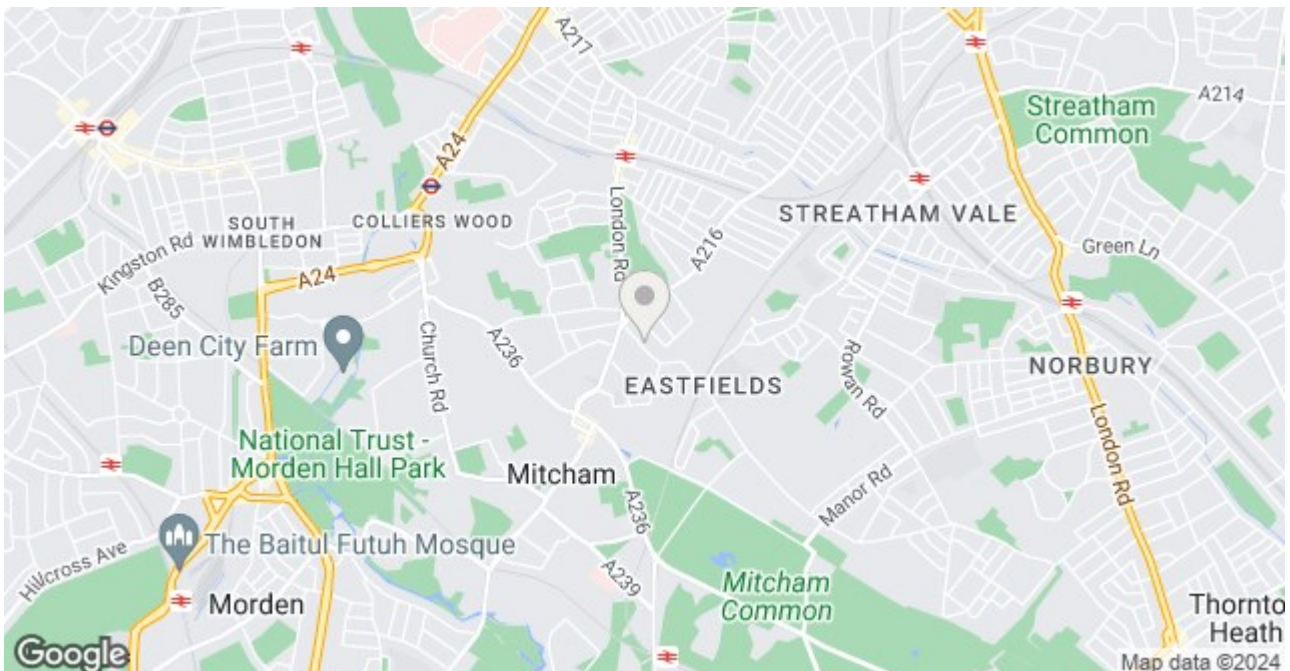 A217
A214
Streatham
Common
A24
London Rd
SOUTH
WIMBLEDON
COLLIERS WOOD
STREATHAM VALE
A216
Kingston Rd
Green Ln
B285
A24
Deen City Farm
Church Rd
A236
EASTFIELDS
Rowan Rd
NORBURY
London Rd
National Trust -
Morden Hall Park
Mitcham
A236
Manor Rd
Hillcross Ave
The Baitul Futuh Mosque
A239
Mitcham
Common
Morden
Thornto
Heath
Google
Map data ©2024